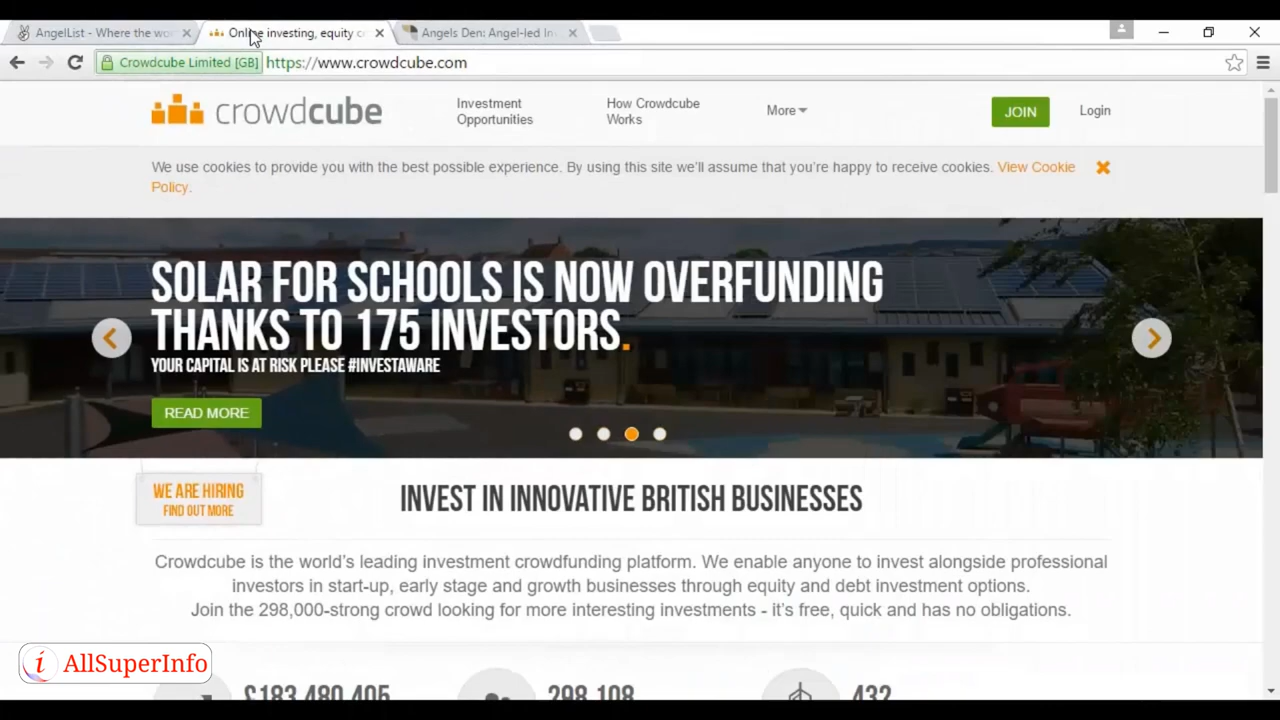 AngelList - Where the wor
Online investing, equity c
Angels Den: Angel-led In
Crowdcube Limited [GB]
https://www.crowdcube.com
crowdcube
Investment
Opportunities
How Crowdcube
Works
More
JOIN
Login
We use cookies to provide you with the best possible experience. By using this site we'll assume that you're happy to receive cookies. View Cookie
Policy.
SOLAR FOR SCHOOLS IS NOW OVERFUNDING
THANKS TO 175 INVESTORS.
YOUR CAPITAL IS AT RISK PLEASE #INVESTAWARE
READ MORE
WE ARE HIRING
FIND OUT MORE
INVEST IN INNOVATIVE BRITISH BUSINESSES
Crowdcube is the world's leading investment crowdfunding platform. We enable anyone to invest alongside professional
investors in start-up, early stage and growth businesses through equity and debt investment options.
Join the 298,000-strong crowd looking for more interesting investments - it's free, quick and has no obligations.
i AllSuperInfo
£183,480,405
298,108
432